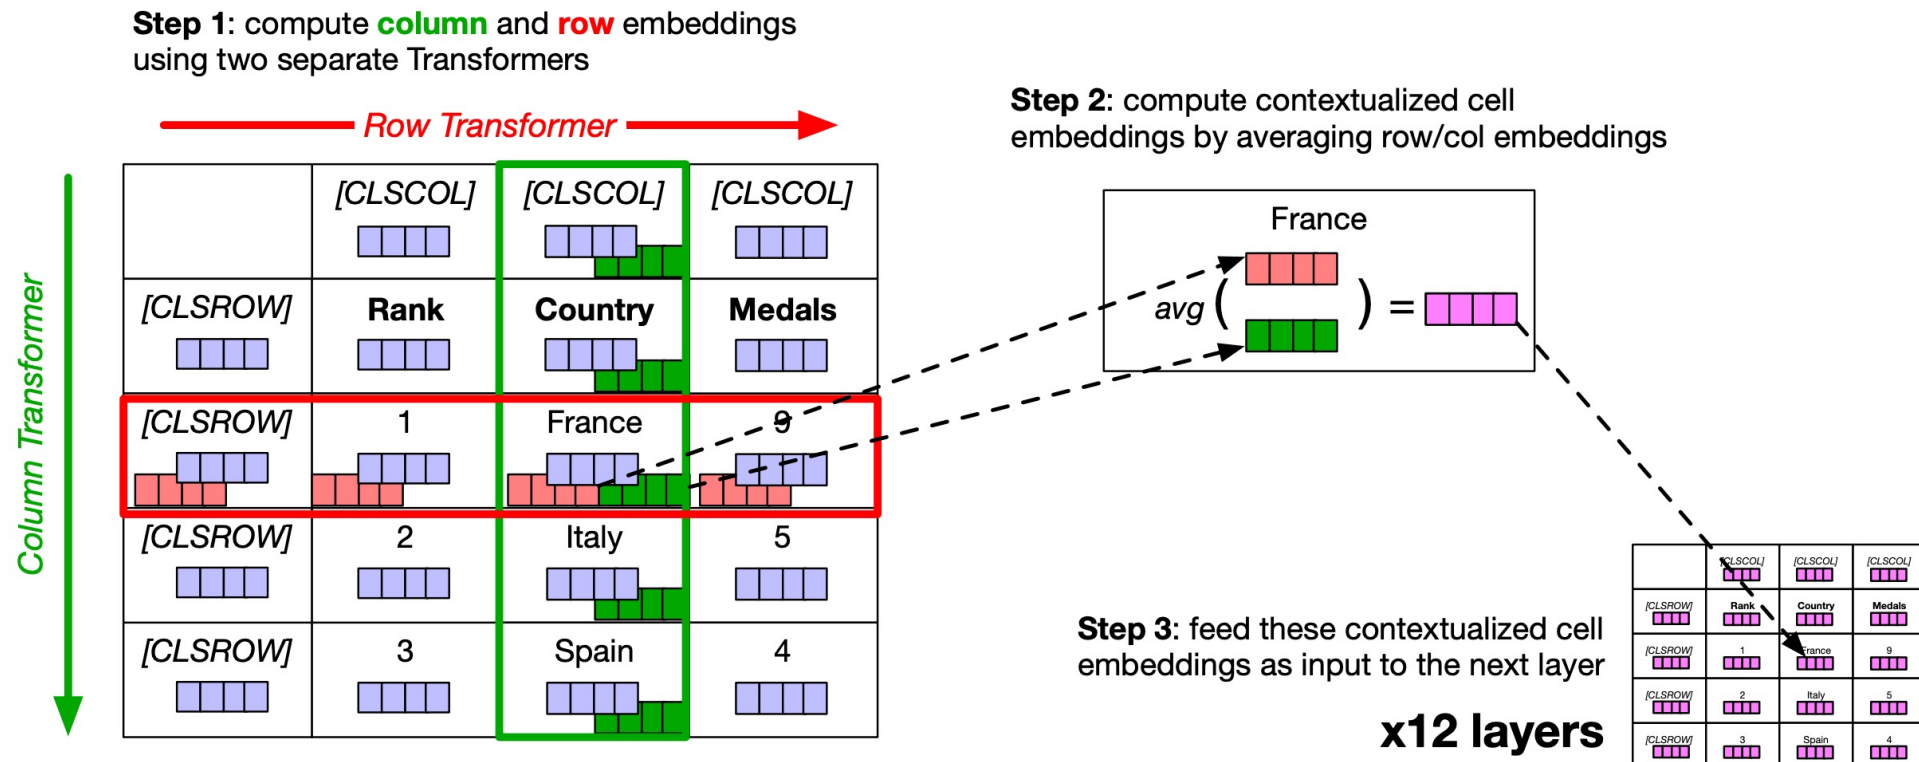 Step 1: compute column and row embeddings
using two separate Transformers
Row Transformer
Column Transformer
[CLSCOL] [CLSCOL] [CLSCOL]
[CLSROW] Rank Country Medals
[CLSROW] 1 France 9
[CLSROW] 2 Italy 5
[CLSROW] 3 Spain 4
Step 2: compute contextualized cell
embeddings by averaging row/col embeddings
France
avg ( ) =
Step 3: feed these contextualized cell
embeddings as input to the next layer
x12 layers
[CLSCOL] [CLSCOL] [CLSCOL]
[CLSROW] Rank Country Medals
[CLSROW] 1 France 9
[CLSROW] 2 Italy 5
[CLSROW] 3 Spain 4